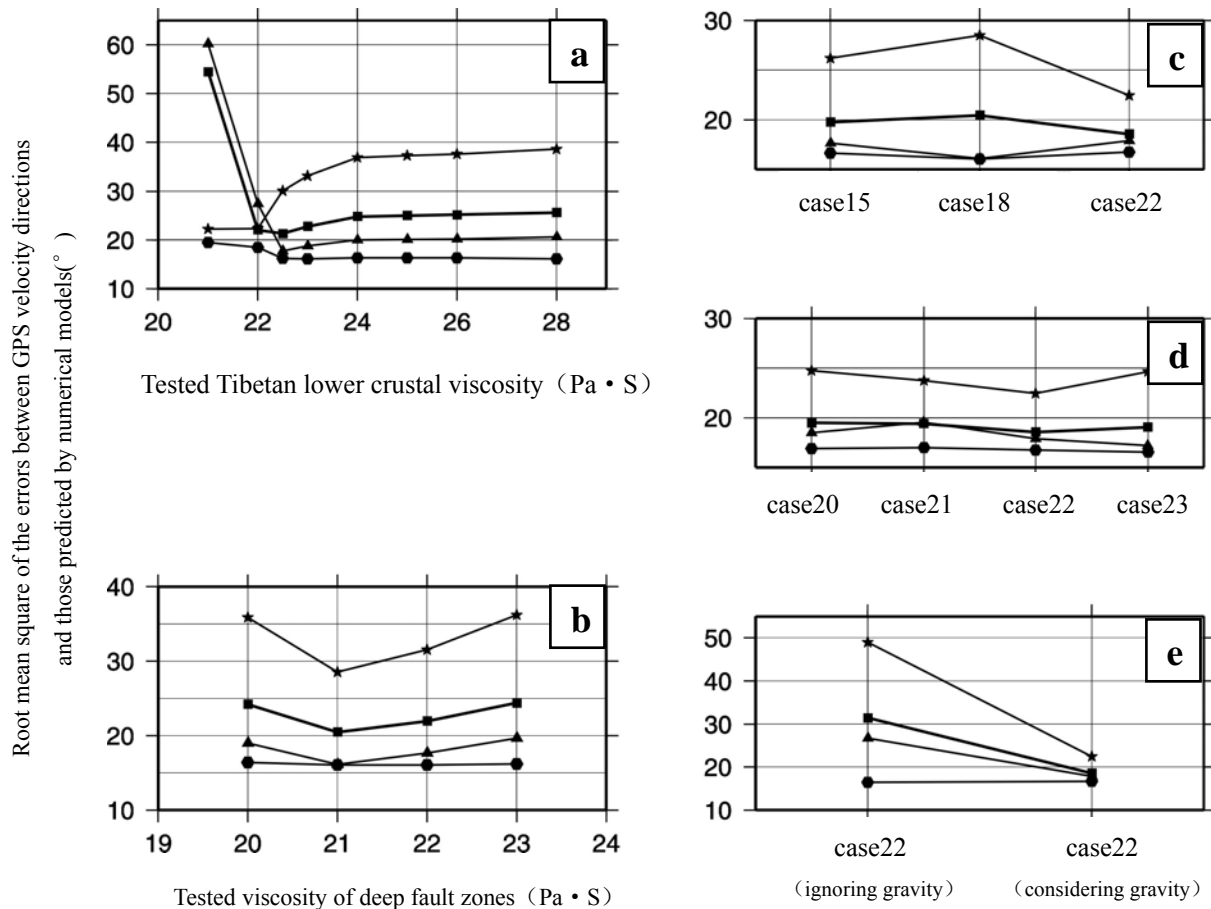 Root mean square of the errors between GPS velocity directions
and those predicted by numerical models(° )
60
50
40
30
20
10
a
20 22 24 26 28
Tested Tibetan lower crustal viscosity（Pa • S）
40
30
20
10
b
19 20 21 22 23 24
Tested viscosity of deep fault zones（Pa • S）
30
20
c
case15 case18 case22
30
20
d
case20 case21 case22 case23
50
40
30
20
10
e
case22 case22
（ignoring gravity） （considering gravity）